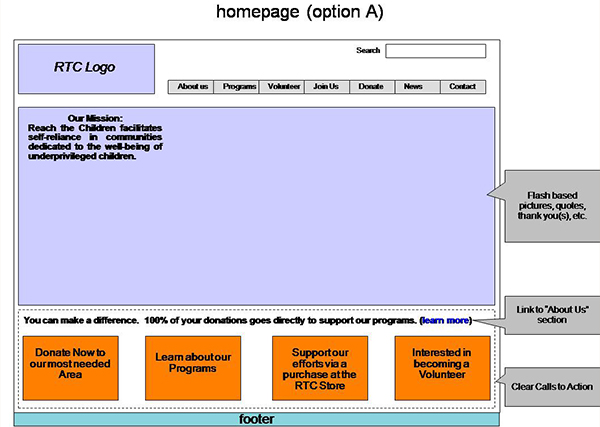 homepage (option A)
RTC Logo
Search
About us Programs Volunteer Join Us Donate News Contact
Our Mission:
Reach the Children facilitates
self-reliance in communities
dedicated to the well-being of
underprivileged children.
Flash based
pictures, quotes,
thank you(s), etc.
You can make a difference. 100% of your donations goes directly to support our programs. (learn more)
Link to "About Us"
section
Donate Now to
our most needed
Area
Learn about our
Programs
Support our
efforts via a
purchase at the
RTC Store
Interested in
becoming a
Volunteer
Clear Calls to Action
footer